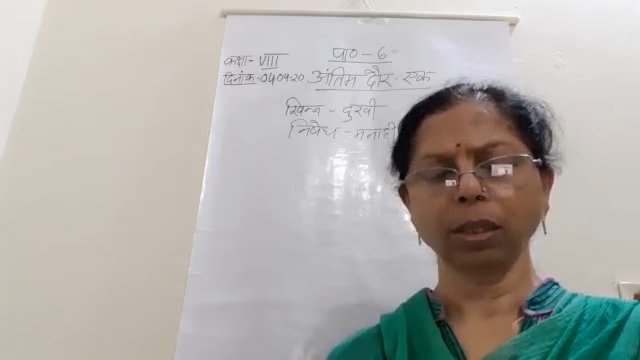 कक्षा- VIII पाठ - 6
दिनांक-04·09·20 अंतिम दौर - एक
खिन्न - दुखी
निषेध - मनाही